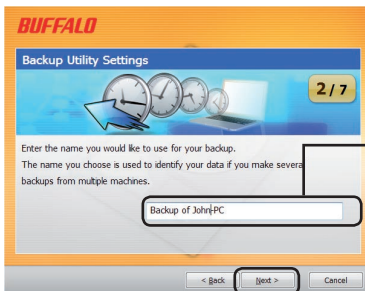 BUFFALO
Backup Utility Settings
2 / 7
Enter the name you would like to use for your backup.
The name you choose is used to identify your data if you make
backups from multiple machines.
Backup of John-PC
< Back
Next >
Cancel